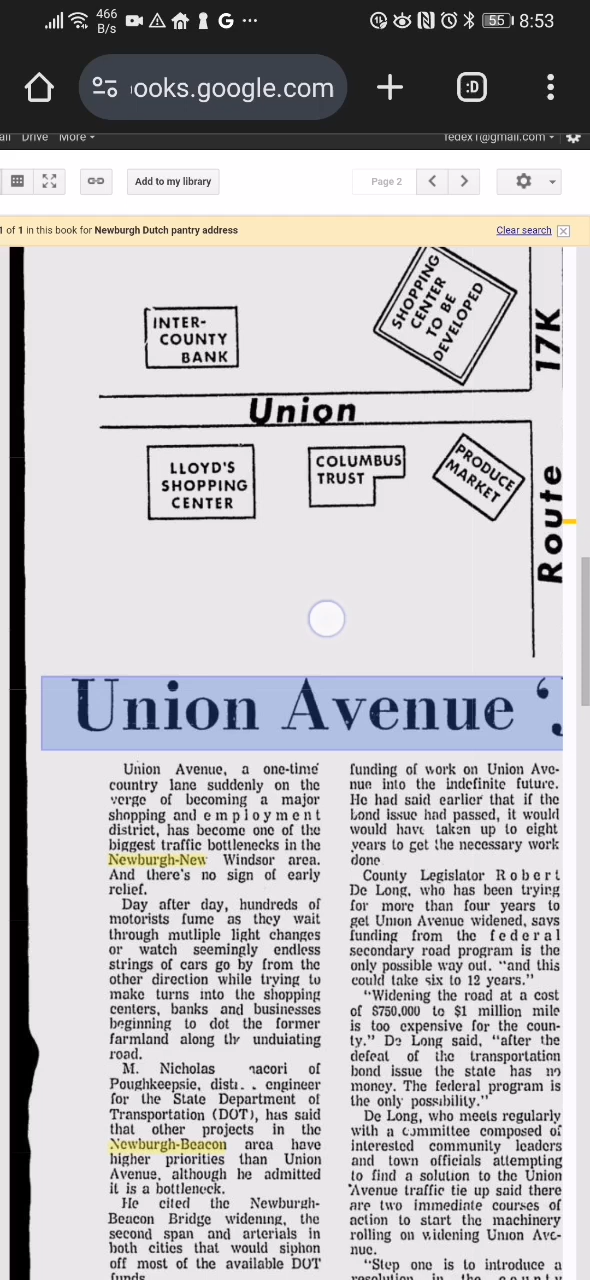 466
B/s
G
55
8:53
ooks.google.com
:D
Drive More
fedex1@gmail.com
Add to my library
Page 2
1 of 1 in this book for Newburgh Dutch pantry address
Clear search
INTER-
COUNTY
BANK
SHOPPING
CENTER
TO BE
DEVELOPED
17K
Union
LLOYD'S
SHOPPING
CENTER
COLUMBUS
TRUST
PRODUCE
MARKET
Route
Union Avenue ‘
Union Avenue, a one-time
country lane suddenly on the
verge of becoming a major
shopping and employment
district, has become one of the
biggest traffic bottlenecks in the
Newburgh-New Windsor area.
And there's no sign of early
relief.
Day after day, hundreds of
motorists fume as they wait
through mutliple light changes
or watch seemingly endless
strings of cars go by from the
other direction while trying to
make turns into the shopping
centers, banks and businesses
beginning to dot the former
farmland along the unduiating
road.
M. Nicholas
Poughkeepsie, engineer
for the State Department of
Transportation (DOT), has said
that other projects in the
Newburgh-Beacon area have
higher priorities than Union
Avenue, although he admitted
it is a bottleneck.
He cited the Newburgh-
Beacon Bridge widening, the
second span and arterials in
both cities that would siphon
off most of the available DOT
funds.
funding of work on Union Ave-
nue into the indefinite future.
He had said earlier that if the
bond issue had passed, it would
would have taken up to eight
years to get the necessary work
done
County Legislator Robert
De Long, who has been trying
for more than four years to
get Union Avenue widened, says
funding from the federal
secondary road program is the
only possible way out. "and this
could take six to 12 years."
"Widening the road at a cost
of $750,000 to $1 million mile
is too expensive for the coun-
ty." De Long said, "after the
defeat of the transportation
bond issue the state has no
money. The federal program is
the only possibility."
De Long, who meets regularly
with a committee composed of
interested community leaders
and town officials attempting
to find a solution to the Union
Avenue traffic tie up said there
are two immediate courses of
action to start the machinery
rolling on widening Union Ave-
nue.
"Step one is to introduce a
resolution in the county